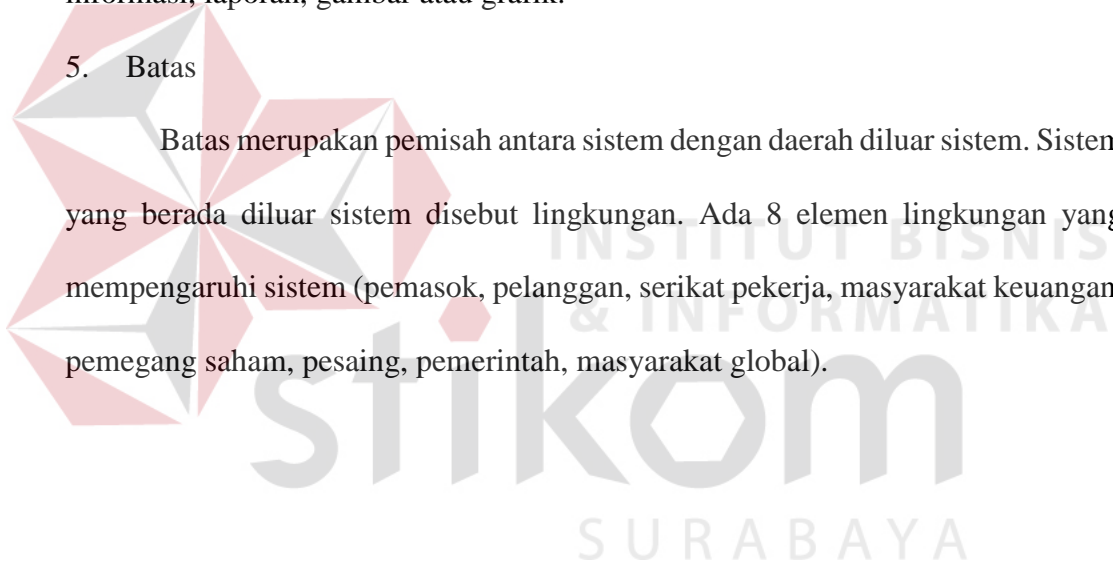 informasi, laporan, gambar atau grafik.
5. Batas
Batas merupakan pemisah antara sistem dengan daerah diluar sistem. Sistem
yang berada diluar sistem disebut lingkungan. Ada 8 elemen lingkungan yang
INSTITUT BISNIS
mempengaruhi sistem (pemasok, pelanggan, serikat pekerja, masyarakat keuangan
& INFORMATIKA
pemegang saham, pesaing, pemerintah, masyarakat global).
stikom
SURABAYA